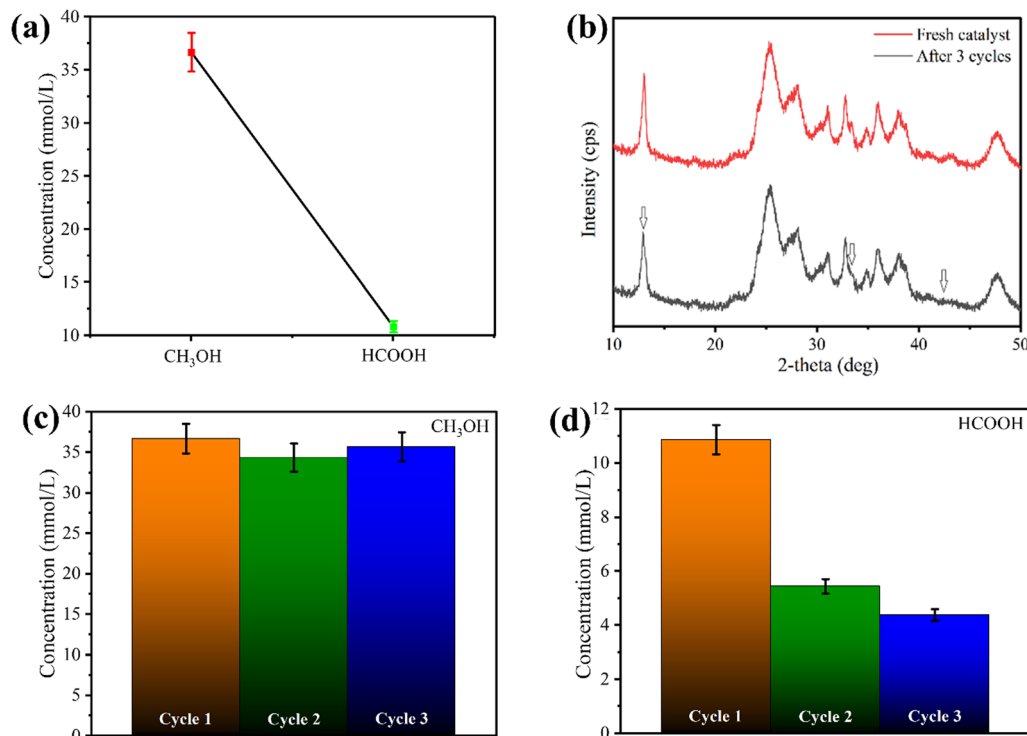 (a)
40
35
30
25
20
15
10
Concentration (mmol/L)
CH₃OH
HCOOH
(b)
Fresh catalyst
After 3 cycles
Intensity (cps)
10
20
30
40
50
2-theta (deg)
(c)
CH₃OH
40
35
30
25
20
15
10
5
0
Concentration (mmol/L)
Cycle 1
Cycle 2
Cycle 3
(d)
HCOOH
12
10
8
6
4
2
0
Concentration (mmol/L)
Cycle 1
Cycle 2
Cycle 3